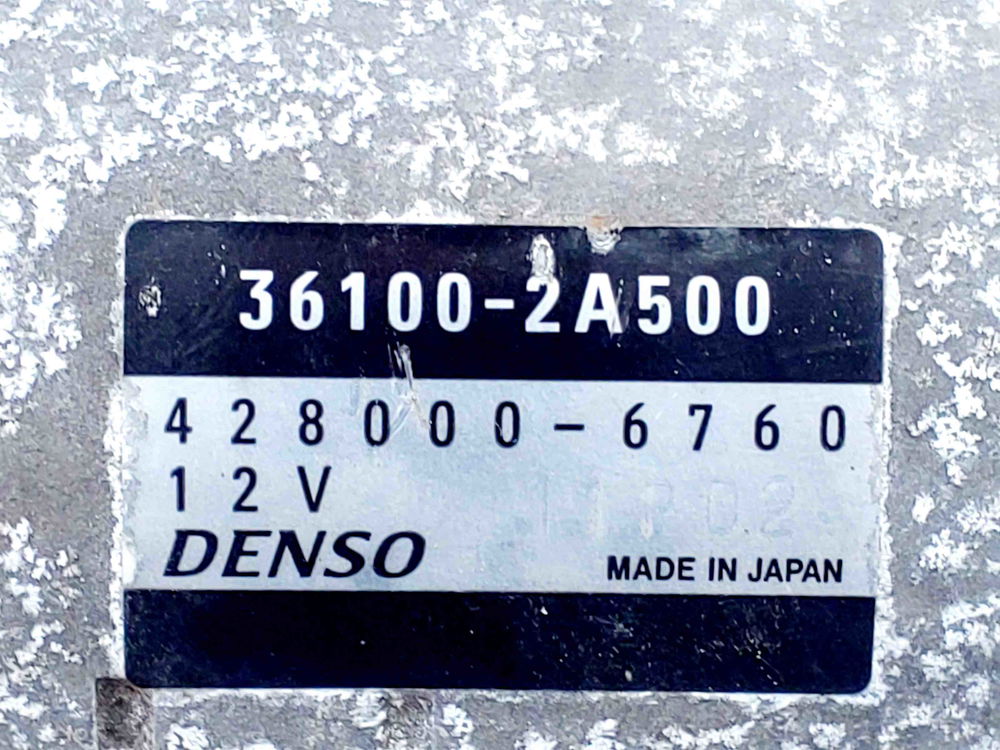 36100-2A500
428000-6760
12V
DENSO
MADE IN JAPAN